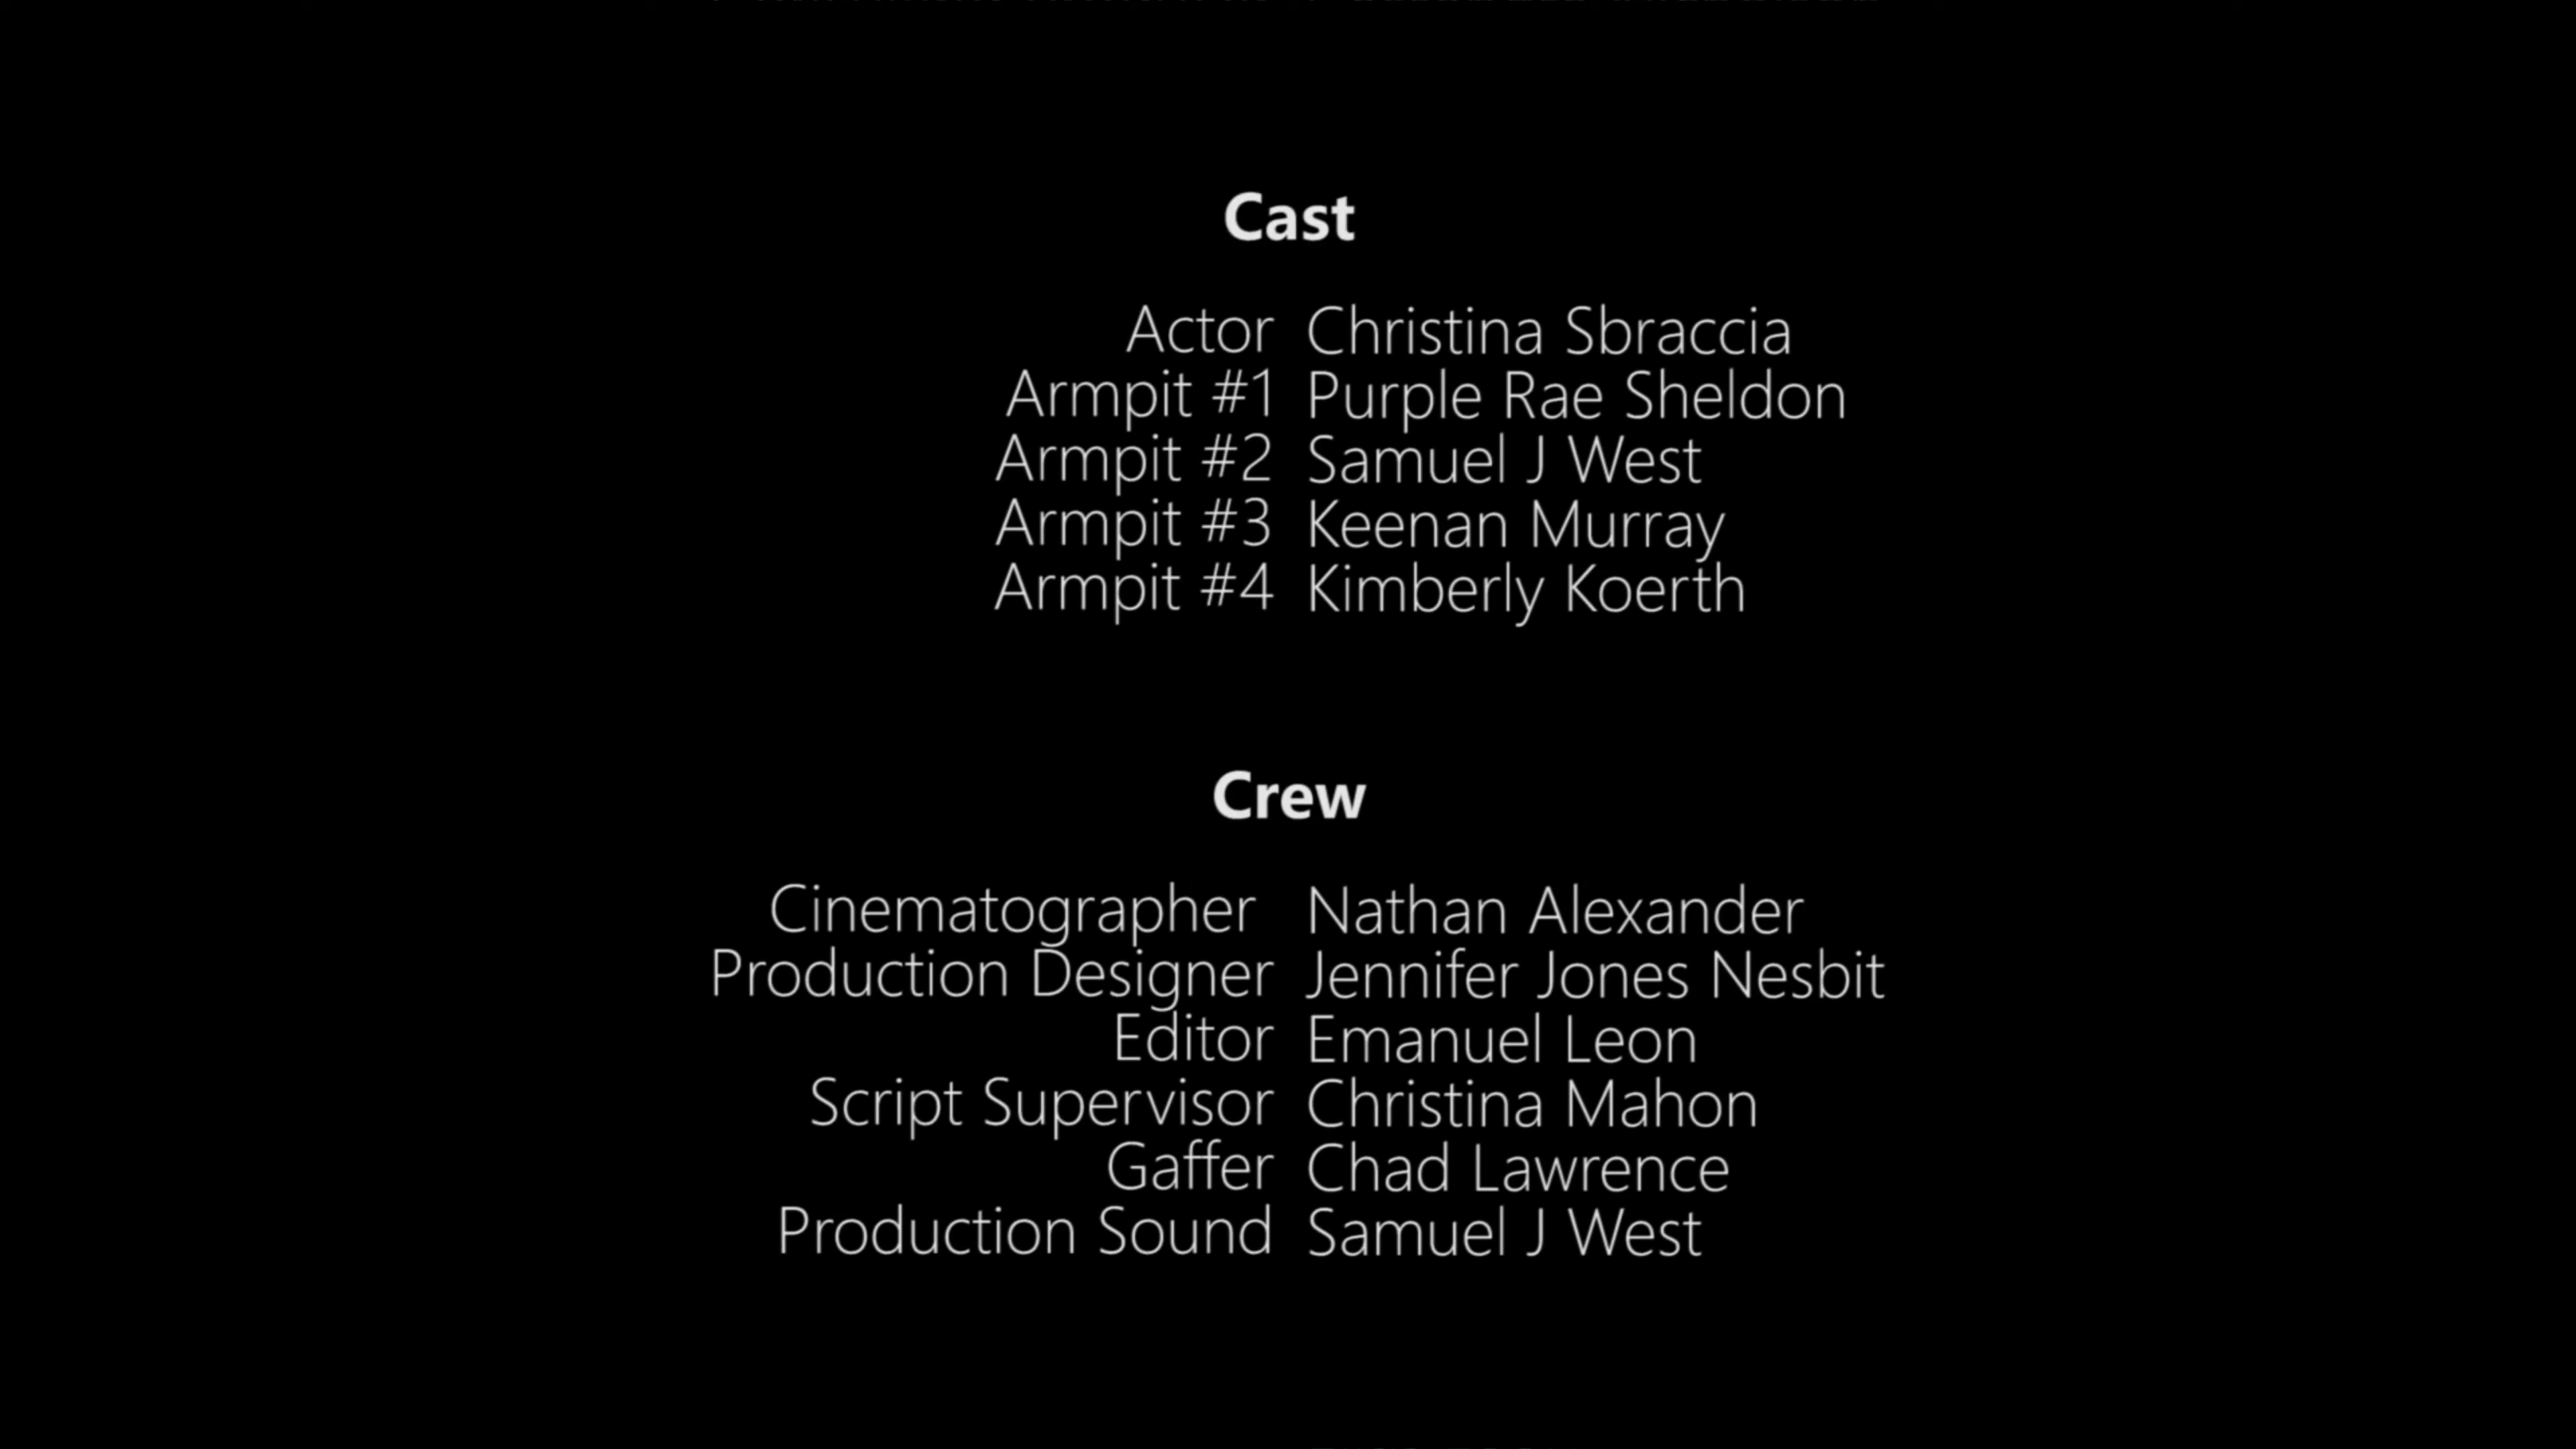 Cast
Actor Christina Sbraccia
Armpit #1 Purple Rae Sheldon
Armpit #2 Samuel J West
Armpit #3 Keenan Murray
Armpit #4 Kimberly Koerth
Crew
Cinematographer Nathan Alexander
Production Designer Jennifer Jones Nesbit
Editor Emanuel Leon
Script Supervisor Christina Mahon
Gaffer Chad Lawrence
Production Sound Samuel J West